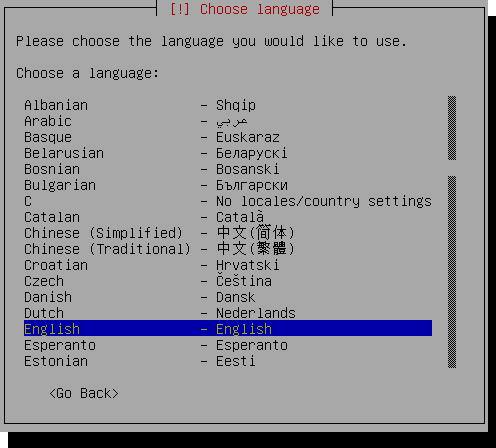 [!] Choose language
Please choose the language you would like to use.
Choose a language:
Albanian - Shqip
Arabic - عربي
Basque - Euskaraz
Belarusian - Беларускі
Bosnian - Bosanski
Bulgarian - Български
C - No locales/country settings
Catalan - Català
Chinese (Simplified) - 中文(简体)
Chinese (Traditional) - 中文(繁體)
Croatian - Hrvatski
Czech - Čeština
Danish - Dansk
Dutch - Nederlands
English - English
Esperanto - Esperanto
Estonian - Eesti
<Go Back>